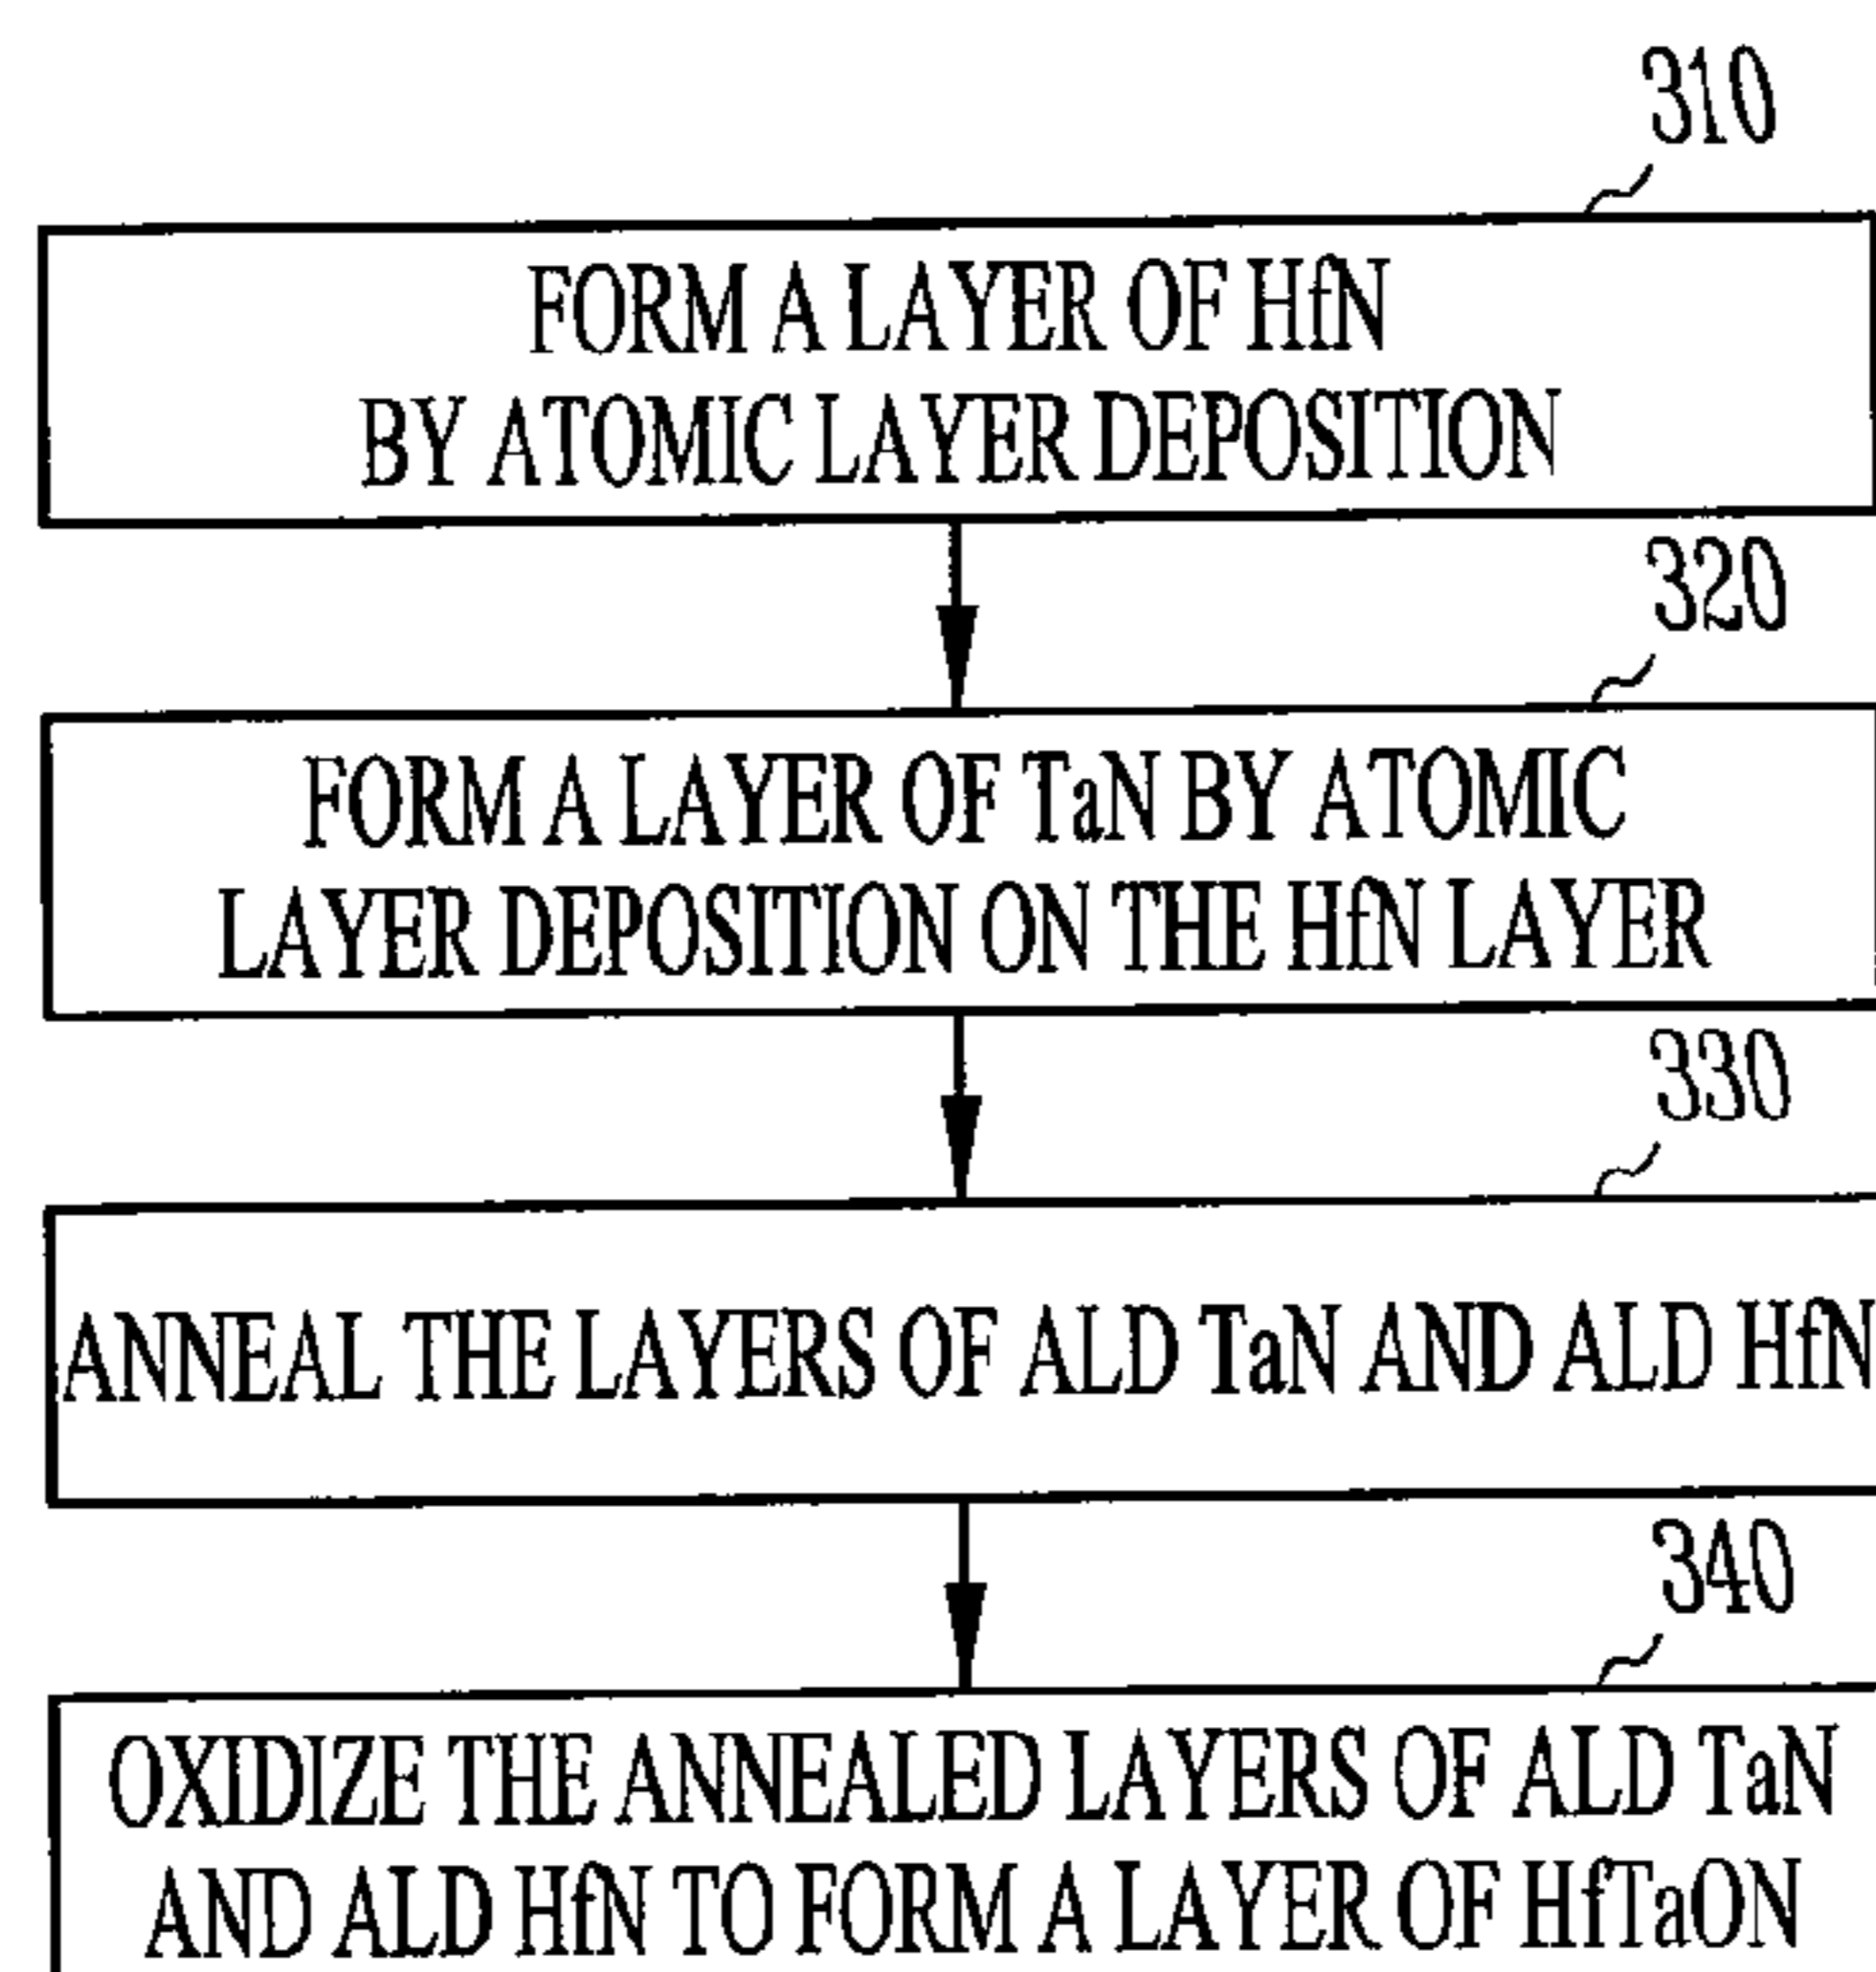 310
FORM A LAYER OF HfN
BY ATOMIC LAYER DEPOSITION
320
FORM A LAYER OF TaN BY ATOMIC
LAYER DEPOSITION ON THE HfN LAYER
330
ANNEAL THE LAYERS OF ALD TaN AND ALD HfN
340
OXIDIZE THE ANNEALED LAYERS OF ALD TaN
AND ALD HfN TO FORM A LAYER OF HfTaON